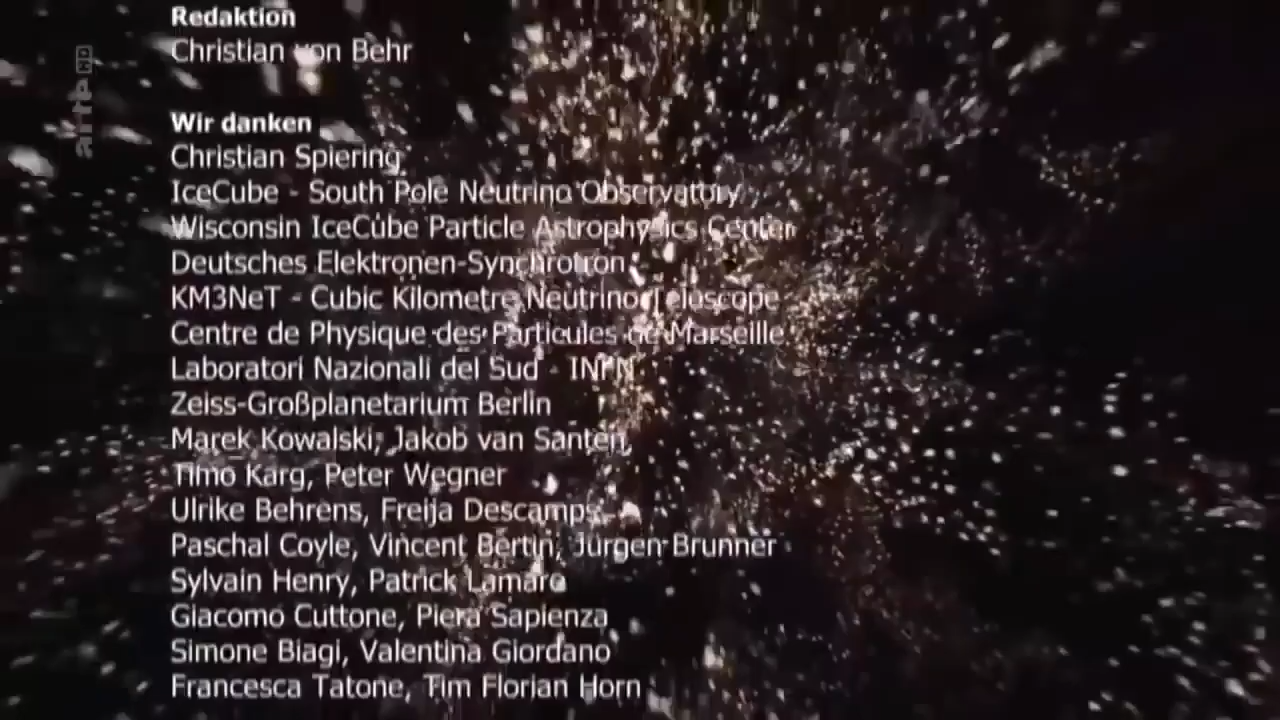 Redaktion
Christian von Behr
arte HD
Wir danken
Christian Spiering
IceCube - South Pole Neutrino Observatory
Wisconsin IceCube Particle Astrophysics Center
Deutsches Elektronen-Synchrotron
KM3NeT - Cubic Kilometre Neutrino Telescope
Centre de Physique des Particules de Marseille
Laboratori Nazionali del Sud - INFN
Zeiss-Großplanetarium Berlin
Marek Kowalski, Jakob van Santen
Timo Karg, Peter Wegner
Ulrike Behrens, Freija Descamps
Paschal Coyle, Vincent Bertin, Jürgen Brunner
Sylvain Henry, Patrick Lamare
Giacomo Cuttone, Piera Sapienza
Simone Biagi, Valentina Giordano
Francesca Tatone, Tim Florian Horn